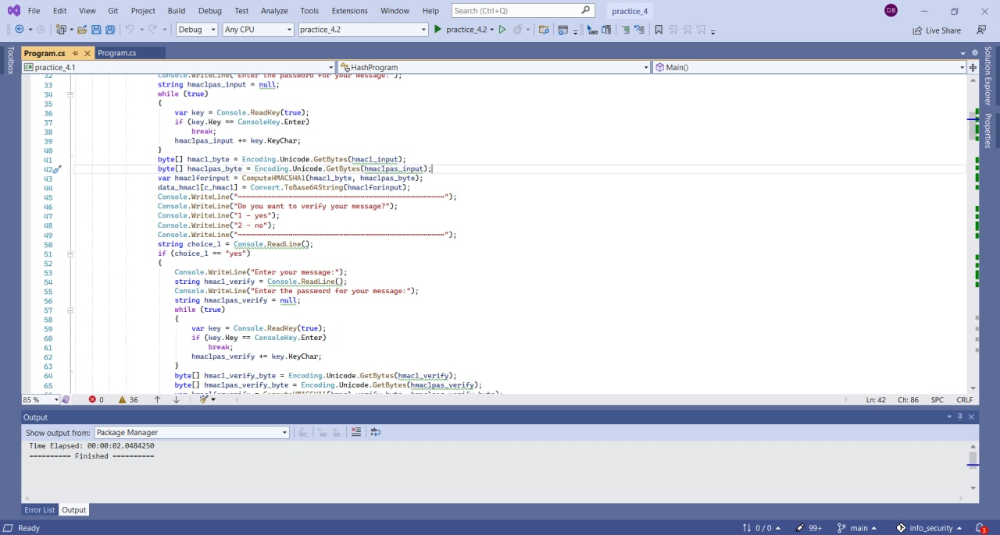 File Edit View Git Project Build Debug Test Analyze Tools Extensions Window Help Search (Ctrl+Q) practice_4 DB
Debug Any CPU practice_4.2 practice_4.2 Live Share
Toolbox
Program.cs Program.cs
practice_4.1 HashProgram Main()
Solution Explorer
Properties
32 Console.WriteLine("Enter the password for your message:");
33 string hmac1pas_input = null;
34 while (true)
35 {
36 var key = Console.ReadKey(true);
37 if (key.Key == ConsoleKey.Enter)
38 break;
39 hmac1pas_input += key.KeyChar;
40 }
41 byte[] hmac1_byte = Encoding.Unicode.GetBytes(hmac1_input);
42 byte[] hmac1pas_byte = Encoding.Unicode.GetBytes(hmac1pas_input);
43 var hmac1forinput = ComputeHMACSHA1(hmac1_byte, hmac1pas_byte);
44 data_hmac1[c_hmac1] = Convert.ToBase64String(hmac1forinput);
45 Console.WriteLine("~~~~~~~~~~~~~~~~~~~~~~~~~~~~~~~~~~~~~~~~~~~~~~~~~");
46 Console.WriteLine("Do you want to verify your message?");
47 Console.WriteLine("1 - yes");
48 Console.WriteLine("2 - no");
49 Console.WriteLine("~~~~~~~~~~~~~~~~~~~~~~~~~~~~~~~~~~~~~~~~~~~~~~~~~");
50 string choice_1 = Console.ReadLine();
51 if (choice_1 == "yes")
52 {
53 Console.WriteLine("Enter your message:");
54 string hmac1_verify = Console.ReadLine();
55 Console.WriteLine("Enter the password for your message:");
56 string hmac1pas_verify = null;
57 while (true)
58 {
59 var key = Console.ReadKey(true);
60 if (key.Key == ConsoleKey.Enter)
61 break;
62 hmac1pas_verify += key.KeyChar;
63 }
64 byte[] hmac1_verify_byte = Encoding.Unicode.GetBytes(hmac1_verify);
65 byte[] hmac1pas_verify_byte = Encoding.Unicode.GetBytes(hmac1pas_verify);
85 % 0 36 Ln: 42 Ch: 86 SPC CRLF
Output
Show output from: Package Manager
Time Elapsed: 00:00:02.0484250
========== Finished ==========
Error List Output
Ready 0 / 0 99+ main info_security 3